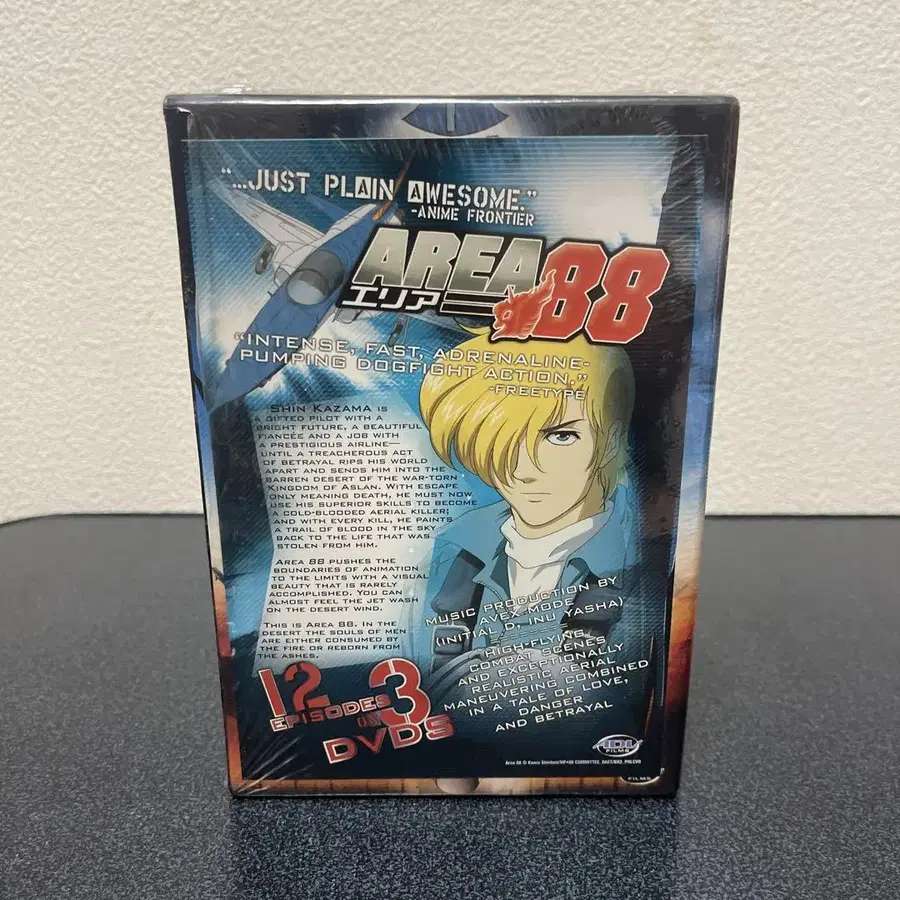 "...JUST PLAIN AWESOME."
-ANIME FRONTIER
AREA 88
エリア
"INTENSE, FAST, ADRENALINE-
PUMPING DOGFIGHT ACTION."
-FREETYPE
SHIN KAZAMA IS
A GIFTED PILOT WITH A
BRIGHT FUTURE, A BEAUTIFUL
FIANCÉE AND A JOB WITH
A PRESTIGIOUS AIRLINE—
UNTIL A TREACHEROUS ACT
OF BETRAYAL RIPS HIS WORLD
APART AND SENDS HIM INTO THE
BARREN DESERT OF THE WAR-TORN
KINGDOM OF ASLAN. WITH ESCAPE
ONLY MEANING DEATH, HE MUST NOW
USE HIS SUPERIOR SKILLS TO BECOME
A COLD-BLOODED AERIAL KILLER;
AND WITH EVERY KILL, HE PAINTS
A TRAIL OF BLOOD IN THE SKY
BACK TO THE LIFE THAT WAS
STOLEN FROM HIM.
AREA 88 PUSHES THE
BOUNDARIES OF ANIMATION
TO THE LIMITS WITH A VISUAL
BEAUTY THAT IS RARELY
ACCOMPLISHED. YOU CAN
ALMOST FEEL THE JET WASH
ON THE DESERT WIND.
THIS IS AREA 88. IN THE
DESERT THE SOULS OF MEN
ARE EITHER CONSUMED BY
THE FIRE OR REBORN FROM
THE ASHES.
MUSIC PRODUCTION BY
AVEX-MODE
(INITIAL D, INU YASHA)
HIGH-FLYING
COMBAT SCENES
AND EXCEPTIONALLY
REALISTIC AERIAL
MANEUVERING COMBINED
IN A TALE OF LOVE,
DANGER
AND BETRAYAL
12
EPISODES
ON 3
DVDS
ADV
FILMS
FILMS